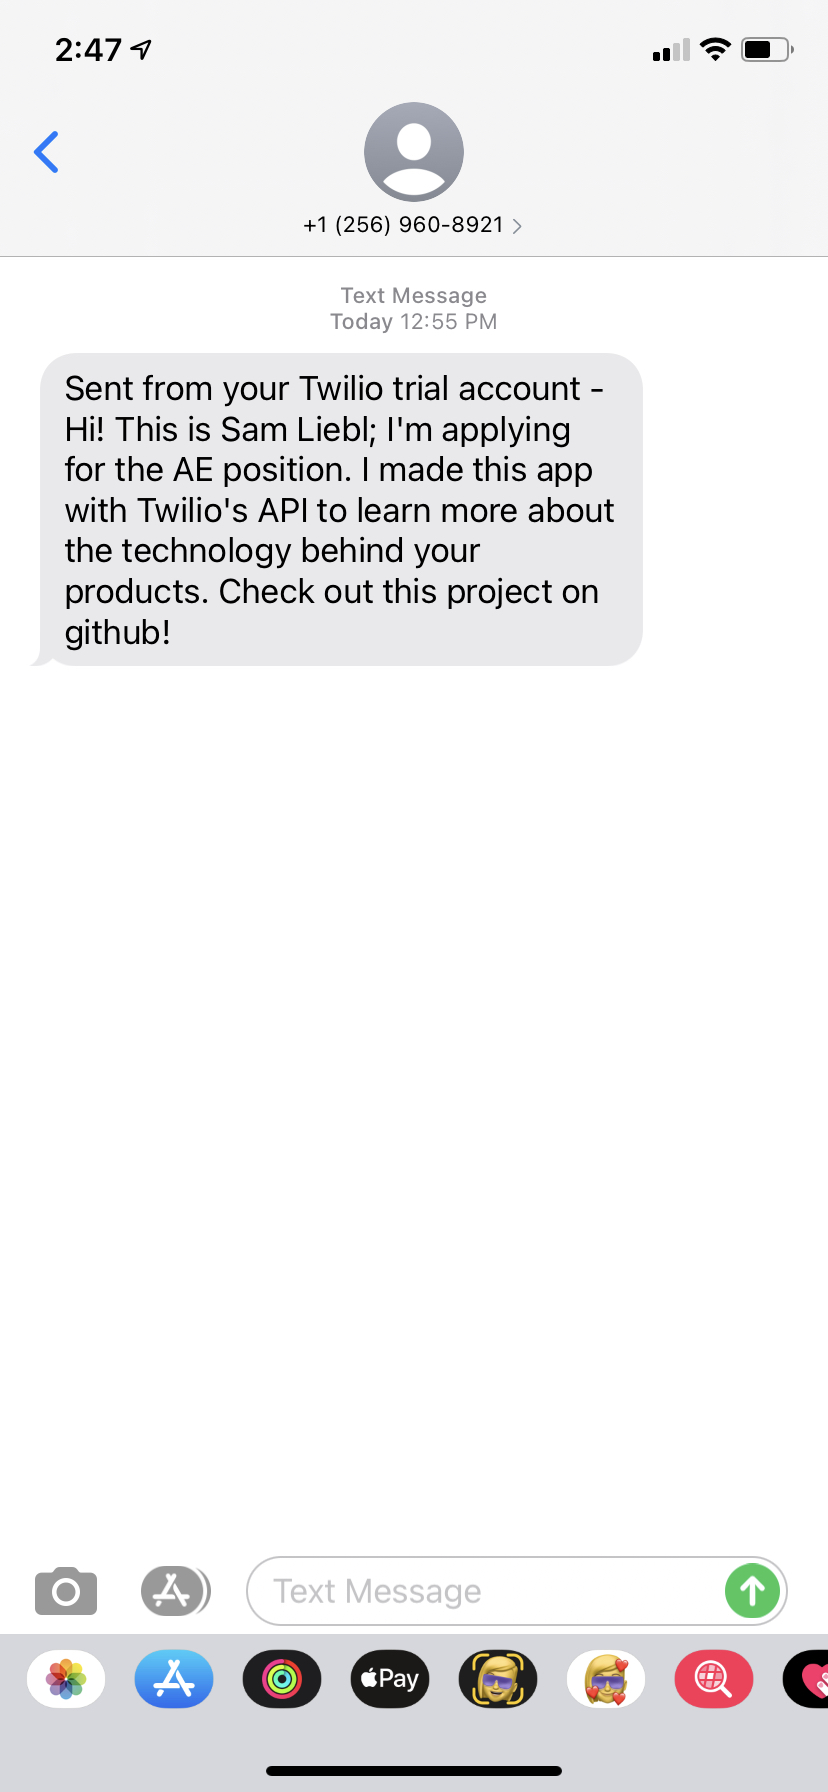 2:47
+1 (256) 960-8921
Text Message
Today 12:55 PM
Sent from your Twilio trial account -
Hi! This is Sam Liebl; I'm applying
for the AE position. I made this app
with Twilio's API to learn more about
the technology behind your
products. Check out this project on
github!
Text Message
Pay